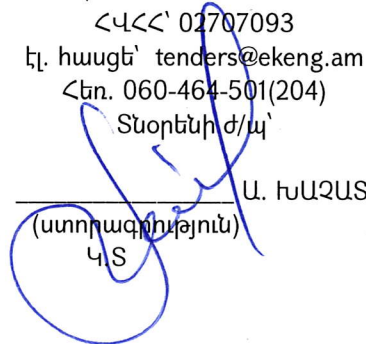 ՀՎՀՀ՝ 02707093
էլ. հասցե՝ tenders@ekeng.am
Հեռ. 060-464-501(204)
Տնօրենի ժ/պ՝
Ա. ԽԱՉԱՏ
(ստորագրություն)
Կ.Տ